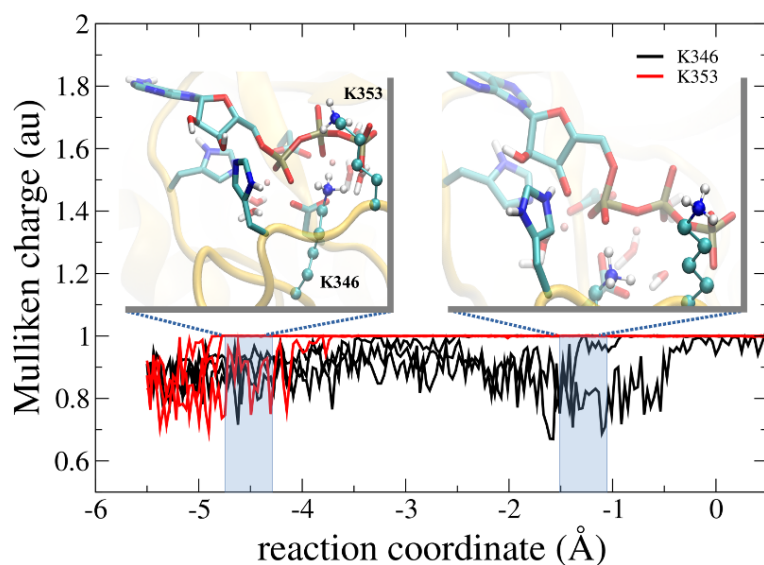 2
1.8
1.6
1.4
1.2
1
0.8
0.6
Mulliken charge (au)
K346
K353
K353
K346
-6
-5
-4
-3
-2
-1
0
reaction coordinate (Å)